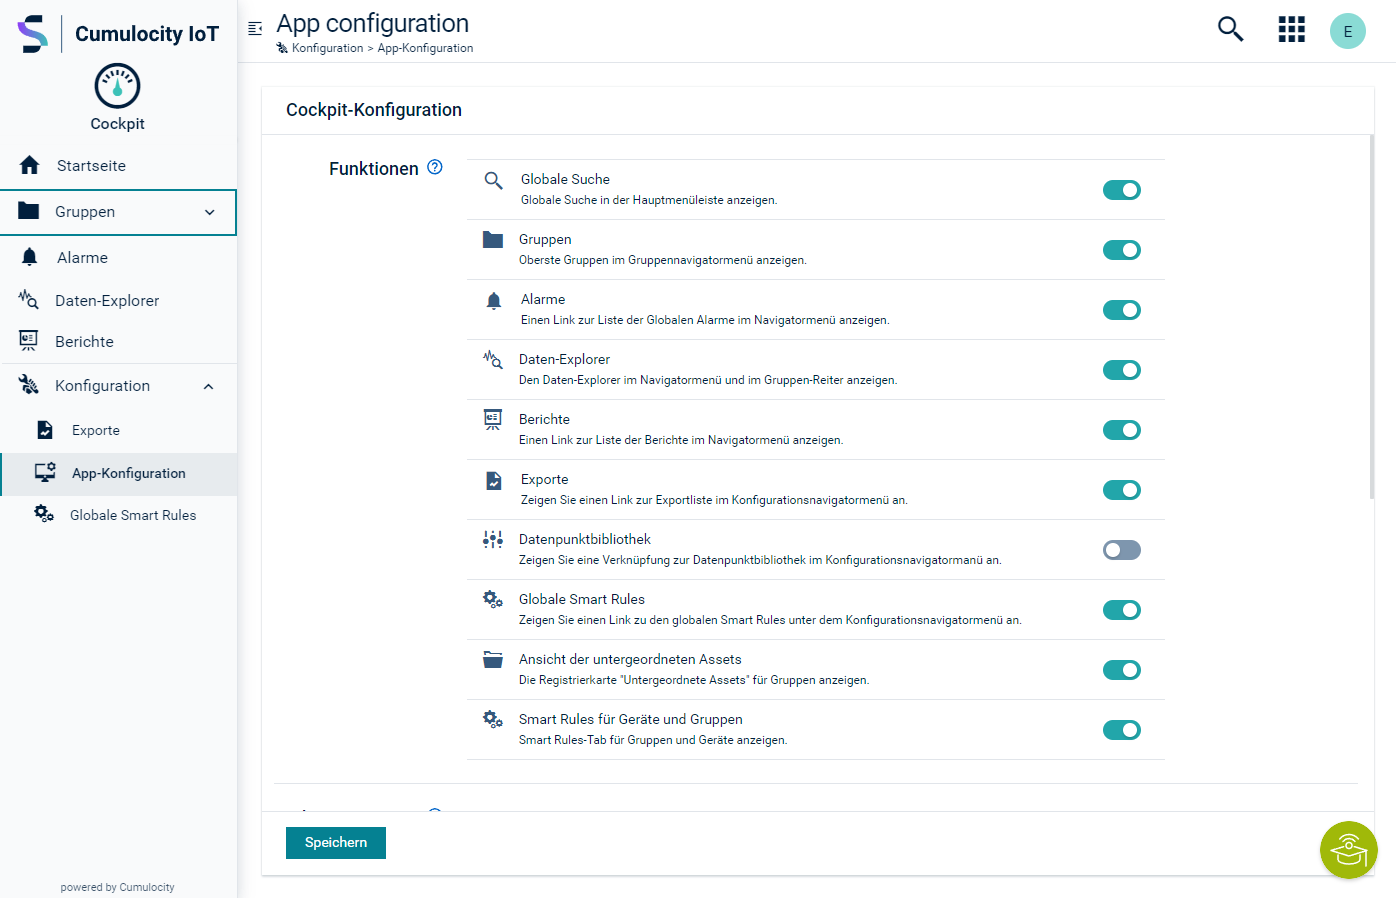 Cumulocity IoT
Cockpit
Startseite
Gruppen
Alarme
Daten-Explorer
Berichte
Konfiguration
Exporte
App-Konfiguration
Globale Smart Rules
powered by Cumulocity
App configuration
Konfiguration > App-Konfiguration
E
Cockpit-Konfiguration
Funktionen
Globale Suche
Globale Suche in der Hauptmenüleiste anzeigen.
Gruppen
Oberste Gruppen im Gruppennavigatormenü anzeigen.
Alarme
Einen Link zur Liste der Globalen Alarme im Navigatormenü anzeigen.
Daten-Explorer
Den Daten-Explorer im Navigatormenü und im Gruppen-Reiter anzeigen.
Berichte
Einen Link zur Liste der Berichte im Navigatormenü anzeigen.
Exporte
Zeigen Sie einen Link zur Exportliste im Konfigurationsnavigatormenü an.
Datenpunktbibliothek
Zeigen Sie eine Verknüpfung zur Datenpunktbibliothek im Konfigurationsnavigatormanü an.
Globale Smart Rules
Zeigen Sie einen Link zu den globalen Smart Rules unter dem Konfigurationsnavigatormenü an.
Ansicht der untergeordneten Assets
Die Registrierkarte "Untergeordnete Assets" für Gruppen anzeigen.
Smart Rules für Geräte und Gruppen
Smart Rules-Tab für Gruppen und Geräte anzeigen.
Speichern